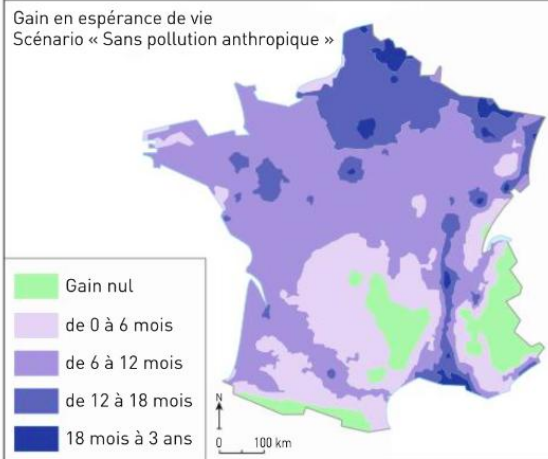 Gain en espérance de vie
Scénario « Sans pollution anthropique »
Gain nul
de 0 à 6 mois
de 6 à 12 mois
de 12 à 18 mois
18 mois à 3 ans
N
0 100 km